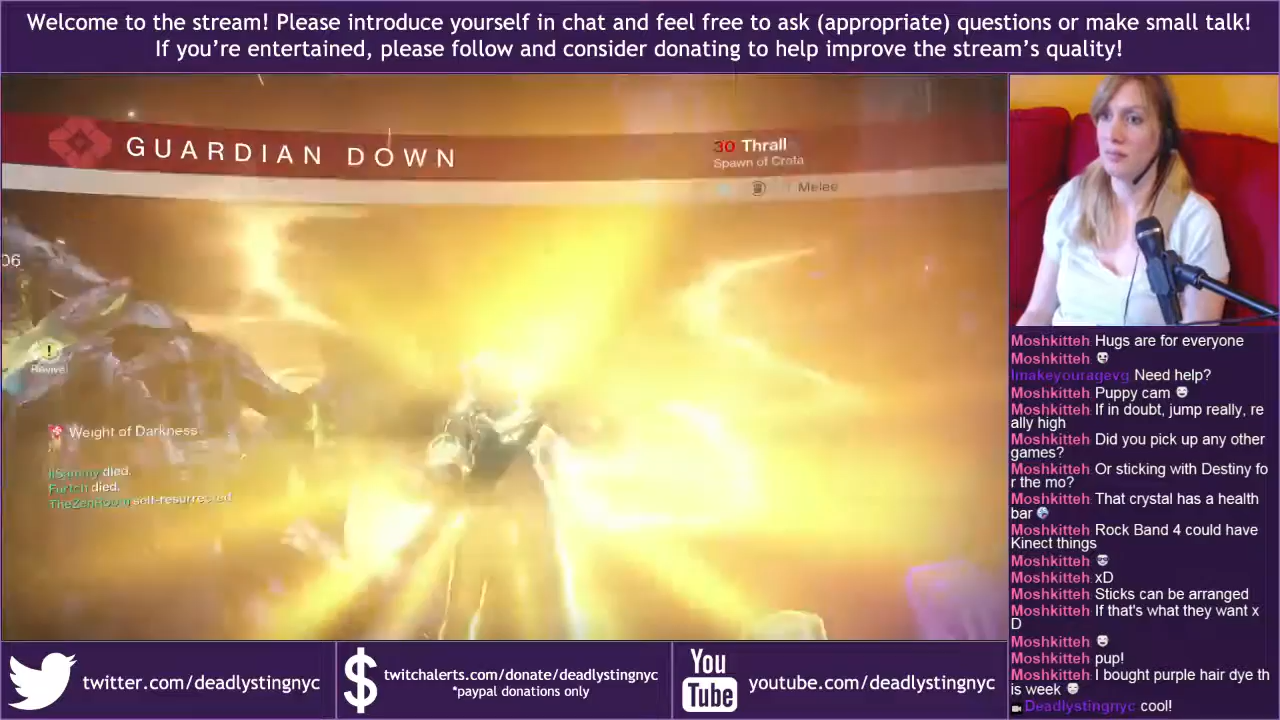 Welcome to the stream! Please introduce yourself in chat and feel free to ask (appropriate) questions or make small talk!
If you're entertained, please follow and consider donating to help improve the stream's quality!
GUARDIAN DOWN
30 Thrall
Spawn of Crota
Melee
06
!
Revive
Weight of Darkness
died.
died.
TheZenRoom self-resurrected
Moshkitteh Hugs are for everyone
Moshkitteh
Imakeyouragevg Need help?
Moshkitteh Puppy cam
Moshkitteh If in doubt, jump really, re
ally high
Moshkitteh Did you pick up any other
games?
Moshkitteh Or sticking with Destiny fo
r the mo?
Moshkitteh That crystal has a health
bar
Moshkitteh Rock Band 4 could have
Kinect things
Moshkitteh
Moshkitteh xD
Moshkitteh Sticks can be arranged
Moshkitteh If that's what they want x
D
Moshkitteh
Moshkitteh pup!
Moshkitteh I bought purple hair dye th
is week
Deadlystingnyc cool!
twitter.com/deadlystingnyc
$
twitchalerts.com/donate/deadlystingnyc
*paypal donations only
You
Tube
youtube.com/deadlystingnyc